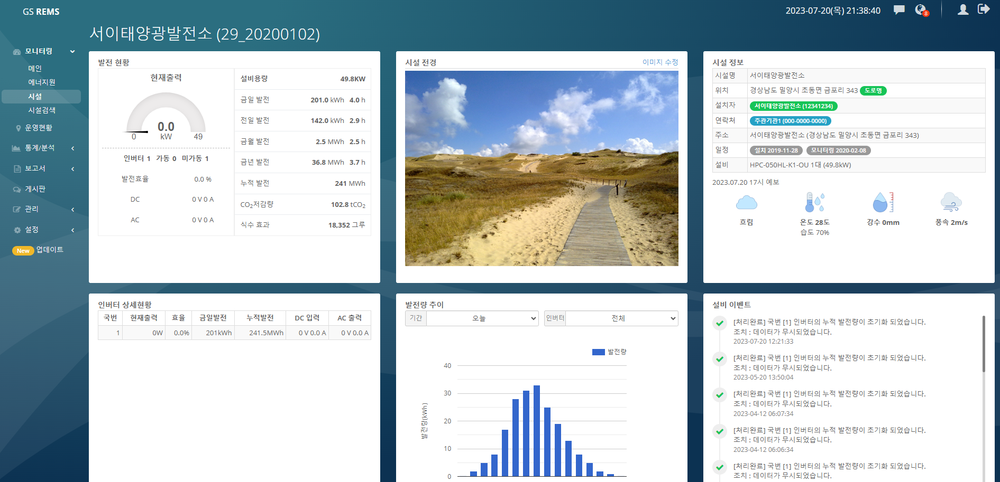 GS REMS
2023-07-20(목) 21:38:40
8
서이태양광발전소 (29_20200102)
모니터링
메인
에너지원
시설
시설검색
운영현황
통계/분석
보고서
게시판
관리
설정
New 업데이트
발전 현황
현재출력
0.0
0 kW 49
인버터 1 가동 0 미가동 1
발전효율 0.0 %
DC 0 V 0 A
AC 0 V 0 A
설비용량 49.8KW
금일 발전 201.0 kWh 4.0 h
전일 발전 142.0 kWh 2.9 h
금월 발전 2.5 MWh 2.5 h
금년 발전 36.8 MWh 3.7 h
누적 발전 241 MWh
CO₂저감량 102.8 tCO₂
식수 효과 18,352 그루
시설 전경 이미지 수정
시설 정보
시설명 서이태양광발전소
위치 경상남도 밀양시 초동면 금포리 343 도로명
설치자 서이태양광발전소 (12341234)
연락처 주관기관1 (000-0000-0000)
주소 서이태양광발전소 (경상남도 밀양시 초동면 금포리 343)
일정 설치 2019-11-28 모니터링 2020-02-08
설비 HPC-050HL-K1-OU 1대 (49.8kW)
2023.07.20 17시 예보
흐림 온도 28도 강수 0mm 풍속 2m/s
습도 70%
인버터 상세현황
국번 현재출력 효율 금일발전 누적발전 DC 입력 AC 출력
1 0W 0.0% 201kWh 241.5MWh 0 V 0.0 A 0 V 0.0 A
발전량 추이
기간 오늘 인버터 전체
발전량
40
30
20
10
0
발전량(kWh)
설비 이벤트
[처리완료] 국번 [1] 인버터의 누적 발전량이 초기화 되었습니다.
조치 : 데이터가 무시되었습니다.
2023-07-20 12:21:33
[처리완료] 국번 [1] 인버터의 누적 발전량이 초기화 되었습니다.
조치 : 데이터가 무시되었습니다.
2023-05-20 13:50:04
[처리완료] 국번 [1] 인버터의 누적 발전량이 초기화 되었습니다.
조치 : 데이터가 무시되었습니다.
2023-04-12 06:07:34
[처리완료] 국번 [1] 인버터의 누적 발전량이 초기화 되었습니다.
조치 : 데이터가 무시되었습니다.
2023-04-12 06:06:34
[처리완료] 국번 [1] 인버터의 누적 발전량이 초기화 되었습니다.
조치 : 데이터가 무시되었습니다.